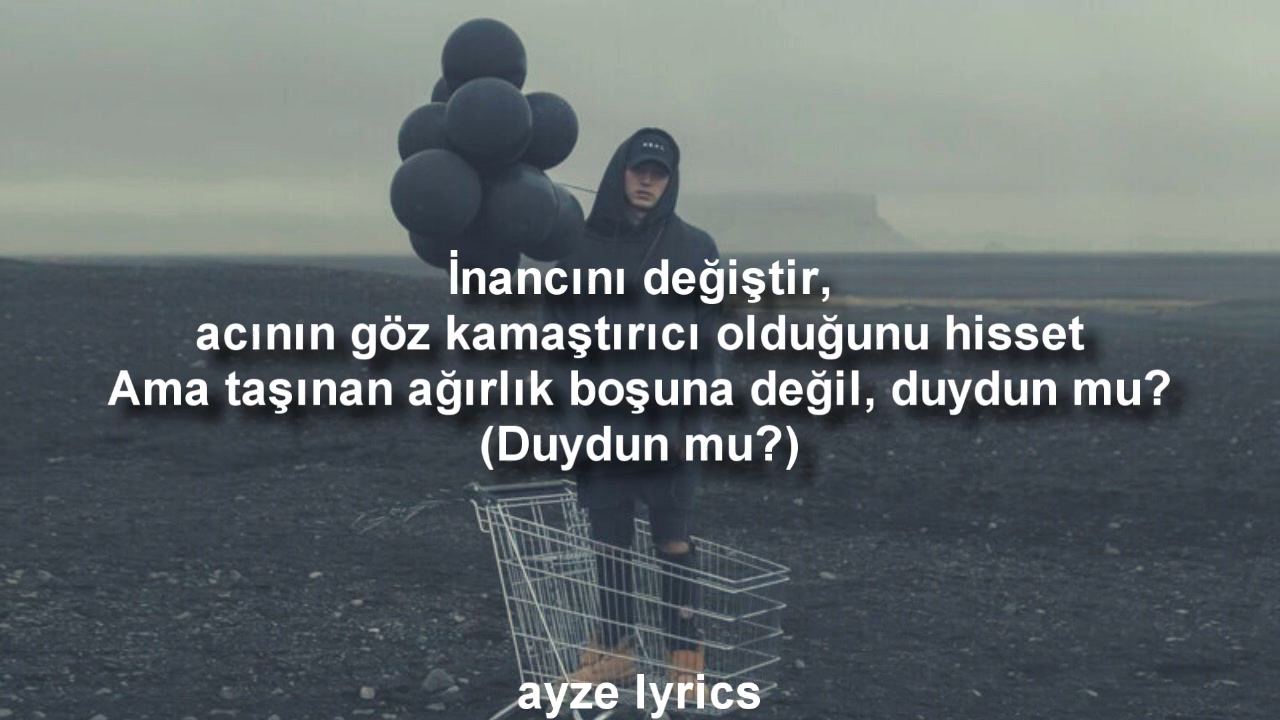 İnancını değiştir,
acının göz kamaştırıcı olduğunu hisset
Ama taşınan ağırlık boşuna değil, duydun mu?
(Duydun mu?)
ayze lyrics